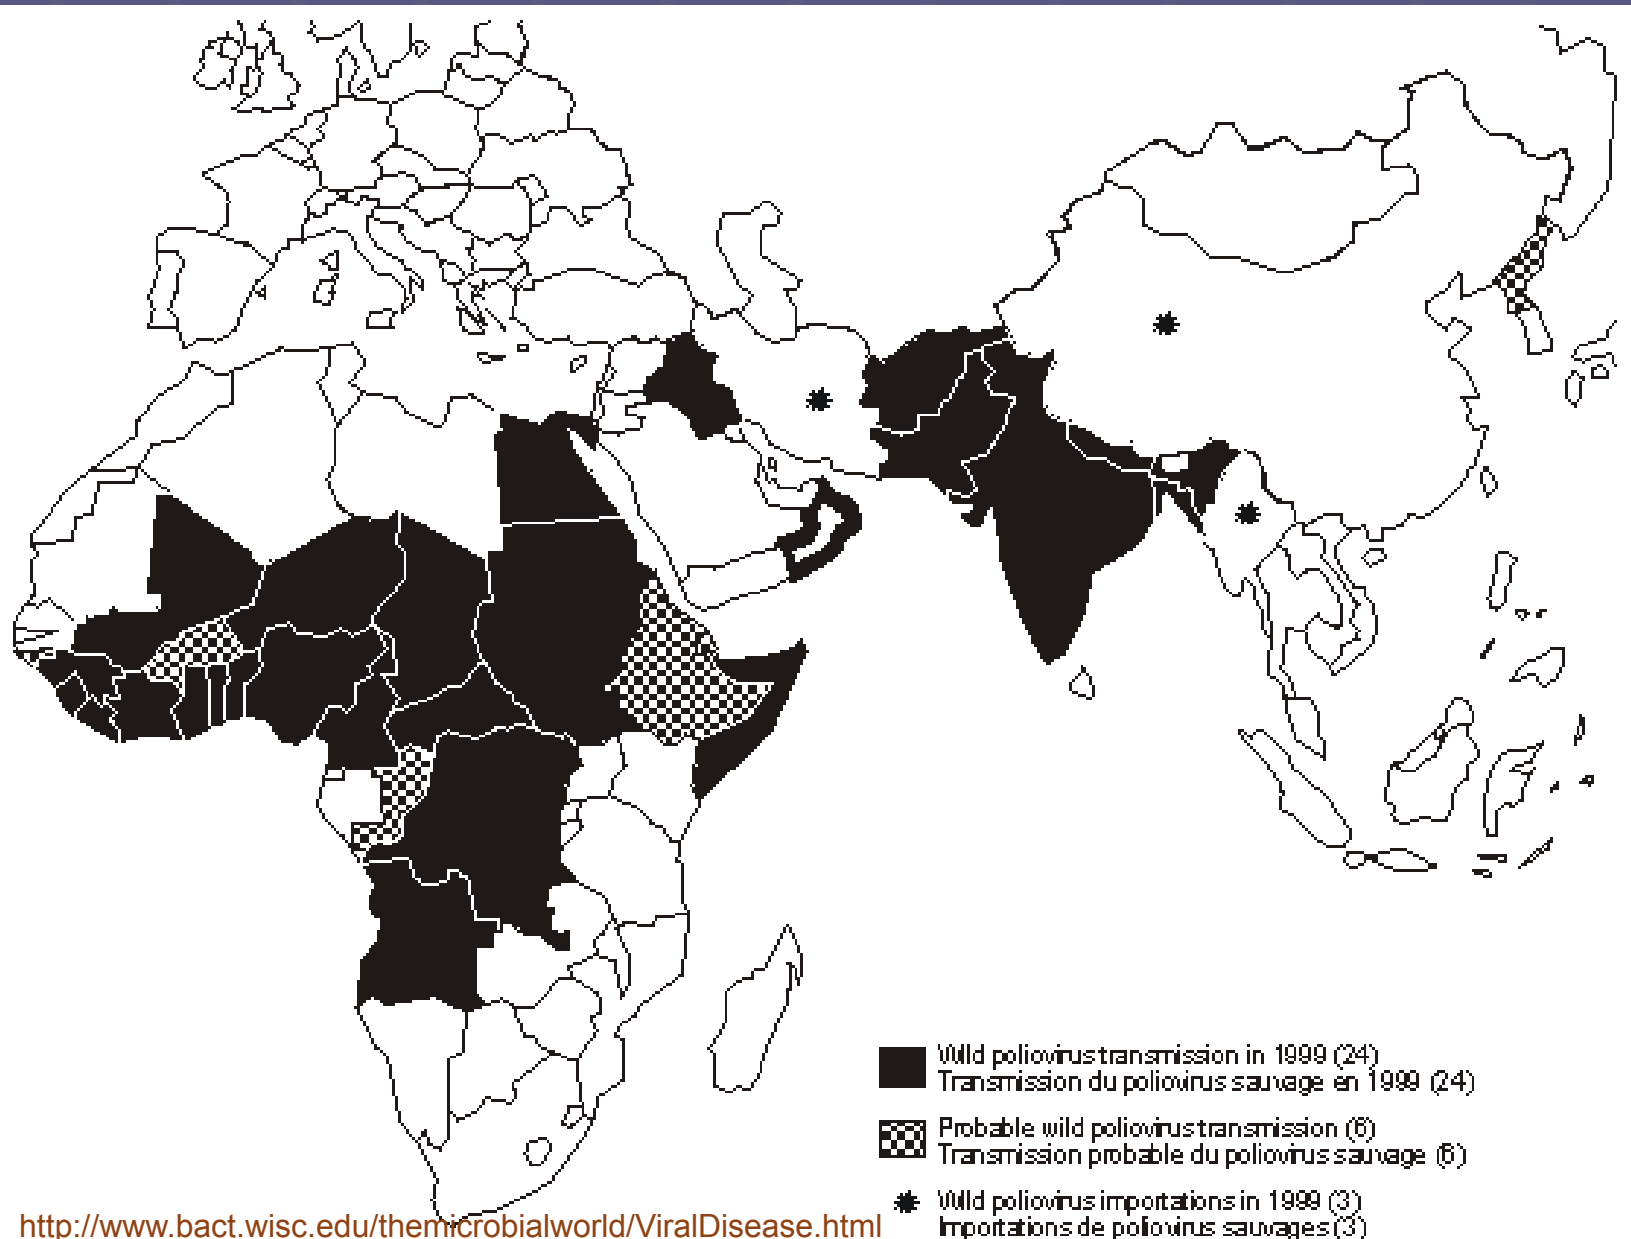 Wild poliovirus transmission in 1999 (24)
Transmission du poliovirus sauvage en 1999 (24)
Probable wild poliovirus transmission (6)
Transmission probable du poliovirus sauvage (6)
Wild poliovirus importations in 1999 (3)
Importations de poliovirus sauvages (3)
http://www.bact.wisc.edu/themicrobialworld/ViralDisease.html